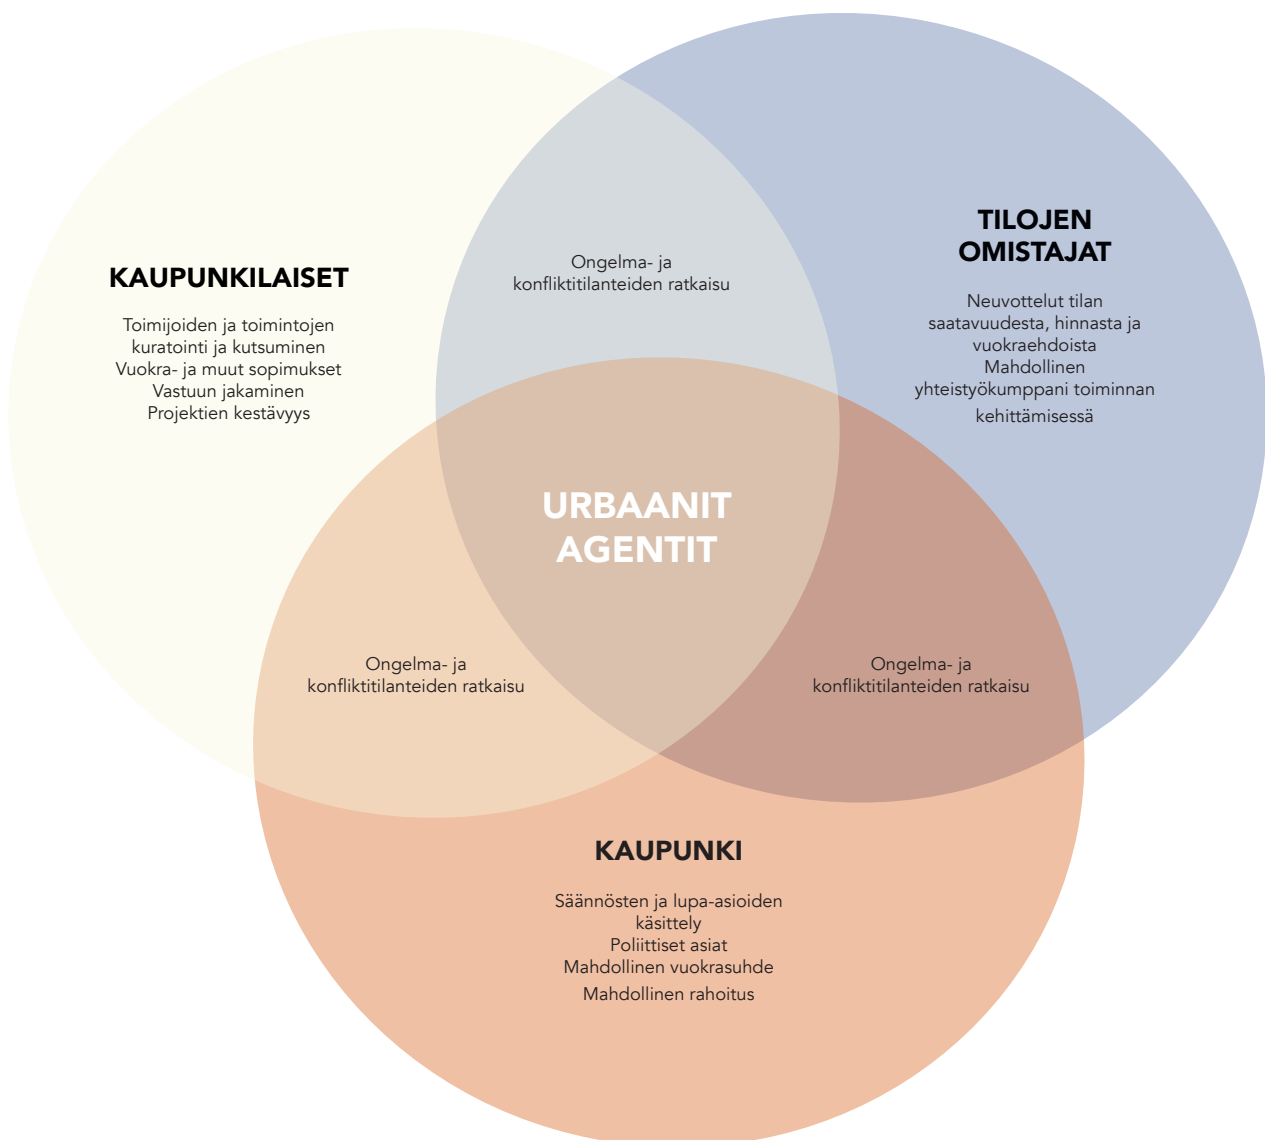 KAUPUNKILAISET
Toimijoiden ja toimintojen
kuratointi ja kutsuminen
Vuokra- ja muut sopimukset
Vastuun jakaminen
Projektien kestävyys
Ongelma- ja
konfliktitilanteiden ratkaisu
TILOJEN
OMISTAJAT
Neuvottelut tilan
saatavuudesta, hinnasta ja
vuokraehdoista
Mahdollinen
yhteistyökumppani toiminnan
kehittämisessä
URBAANIT
AGENTIT
Ongelma- ja
konfliktitilanteiden ratkaisu
Ongelma- ja
konfliktitilanteiden ratkaisu
KAUPUNKI
Säännösten ja lupa-asioiden
käsittely
Poliittiset asiat
Mahdollinen vuokrasuhde
Mahdollinen rahoitus